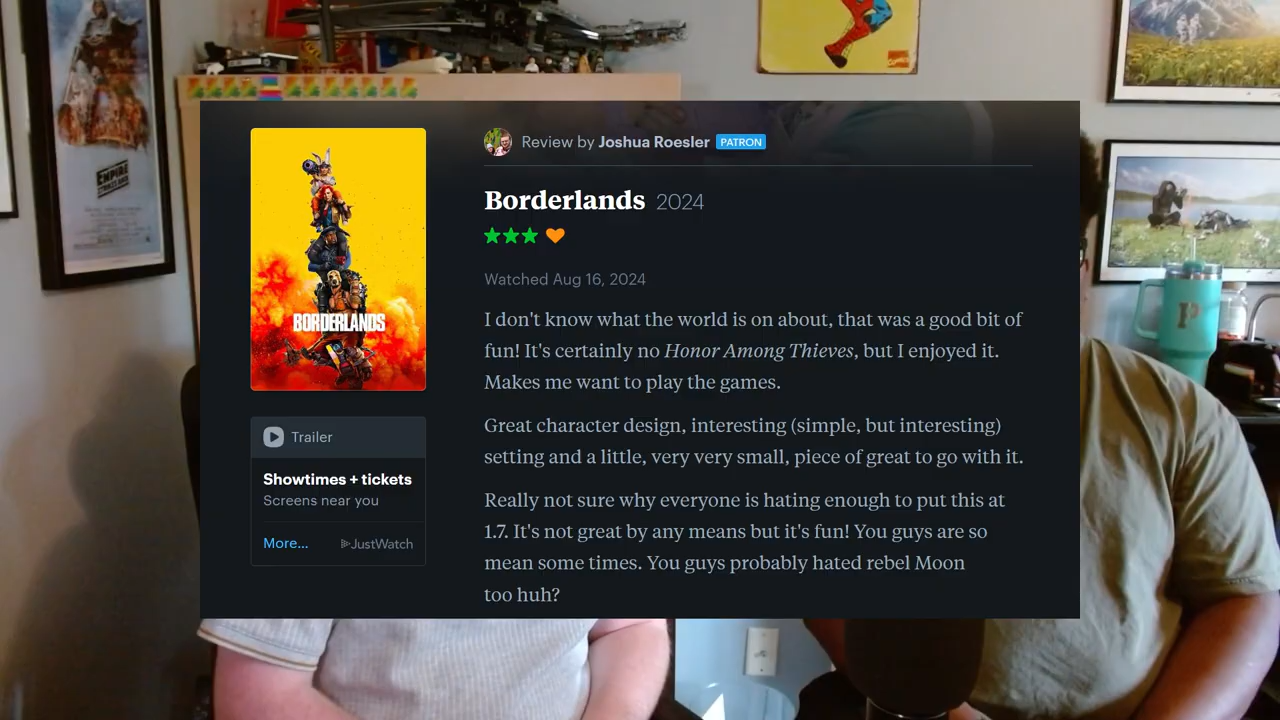 EMPIRE
Review by Joshua Roesler PATRON
Borderlands 2024
Watched Aug 16, 2024
I don't know what the world is on about, that was a good bit of
fun! It's certainly no Honor Among Thieves, but I enjoyed it.
Makes me want to play the games.
Great character design, interesting (simple, but interesting)
setting and a little, very very small, piece of great to go with it.
Really not sure why everyone is hating enough to put this at
1.7. It's not great by any means but it's fun! You guys are so
mean some times. You guys probably hated rebel Moon
too huh?
BORDERLANDS
Trailer
Showtimes + tickets
Screens near you
More...
JustWatch
P